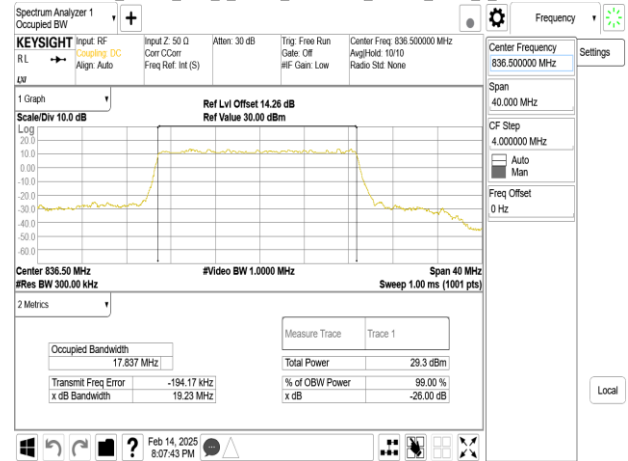 Spectrum Analyzer 1
Occupied BW
Frequency
KEYSIGHT
R L
LXI
Input: RF
Coupling: DC
Align: Auto
Input Z: 50 Ω
Corr CCorr
Freq Ref: Int (S)
Atten: 30 dB
Trig: Free Run
Gate: Off
#IF Gain: Low
Center Freq: 836.500000 MHz
Avg|Hold: 10/10
Radio Std: None
Center Frequency
836.500000 MHz
Settings
Span
40.000 MHz
CF Step
4.000000 MHz
Auto
Man
Freq Offset
0 Hz
1 Graph
Scale/Div 10.0 dB
Ref Lvl Offset 14.26 dB
Ref Value 30.00 dBm
Log
20.0
10.0
0.00
-10.0
-20.0
-30.0
-40.0
-50.0
-60.0
Center 836.50 MHz
#Res BW 300.00 kHz
#Video BW 1.0000 MHz
Span 40 MHz
Sweep 1.00 ms (1001 pts)
2 Metrics
Measure Trace Trace 1
Occupied Bandwidth
17.837 MHz
Total Power 29.3 dBm
Transmit Freq Error -194.17 kHz
% of OBW Power 99.00 %
x dB Bandwidth 19.23 MHz
x dB -26.00 dB
Local
Feb 14, 2025
8:07:43 PM